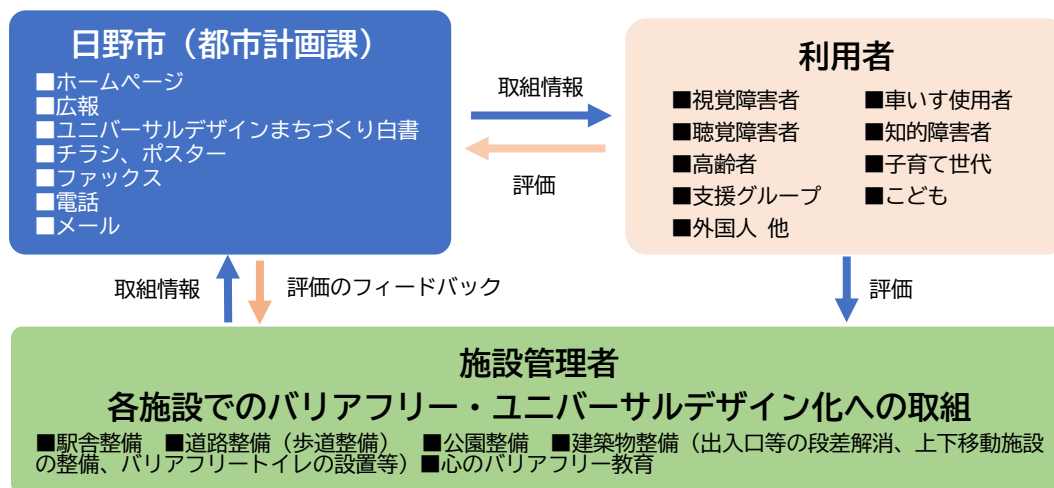 日野市（都市計画課）
■ホームページ
■広報
■ユニバーサルデザインまちづくり白書
■チラシ、ポスター
■ファックス
■電話
■メール
取組情報
評価
利用者
■視覚障害者 ■車いす使用者
■聴覚障害者 ■知的障害者
■高齢者 ■子育て世代
■支援グループ ■こども
■外国人 他
取組情報
評価のフィードバック
評価
施設管理者
各施設でのバリアフリー・ユニバーサルデザイン化への取組
■駅舎整備 ■道路整備（歩道整備） ■公園整備 ■建築物整備（出入口等の段差解消、上下移動施設
の整備、バリアフリートイレの設置等）■心のバリアフリー教育